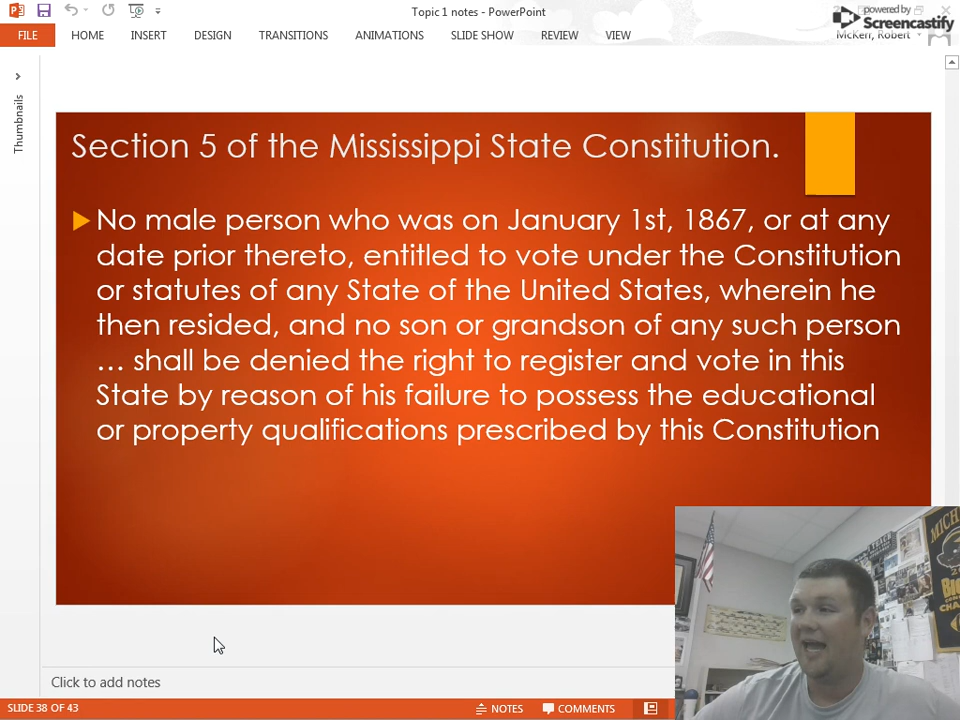 Topic 1 notes - PowerPoint
powered by
Screencastify
FILE HOME INSERT DESIGN TRANSITIONS ANIMATIONS SLIDE SHOW REVIEW VIEW
McKerr, Robert
Thumbnails
Section 5 of the Mississippi State Constitution.
No male person who was on January 1st, 1867, or at any
date prior thereto, entitled to vote under the Constitution
or statutes of any State of the United States, wherein he
then resided, and no son or grandson of any such person
… shall be denied the right to register and vote in this
State by reason of his failure to possess the educational
or property qualifications prescribed by this Constitution
MICH
Click to add notes
SLIDE 38 OF 43
NOTES COMMENTS